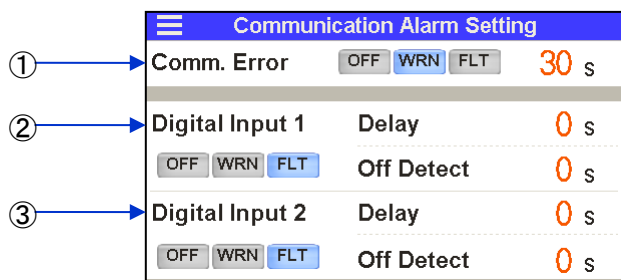 Communication Alarm Setting
① Comm. Error OFF WRN FLT 30 s
② Digital Input 1 Delay 0 s
OFF WRN FLT Off Detect 0 s
③ Digital Input 2 Delay 0 s
OFF WRN FLT Off Detect 0 s